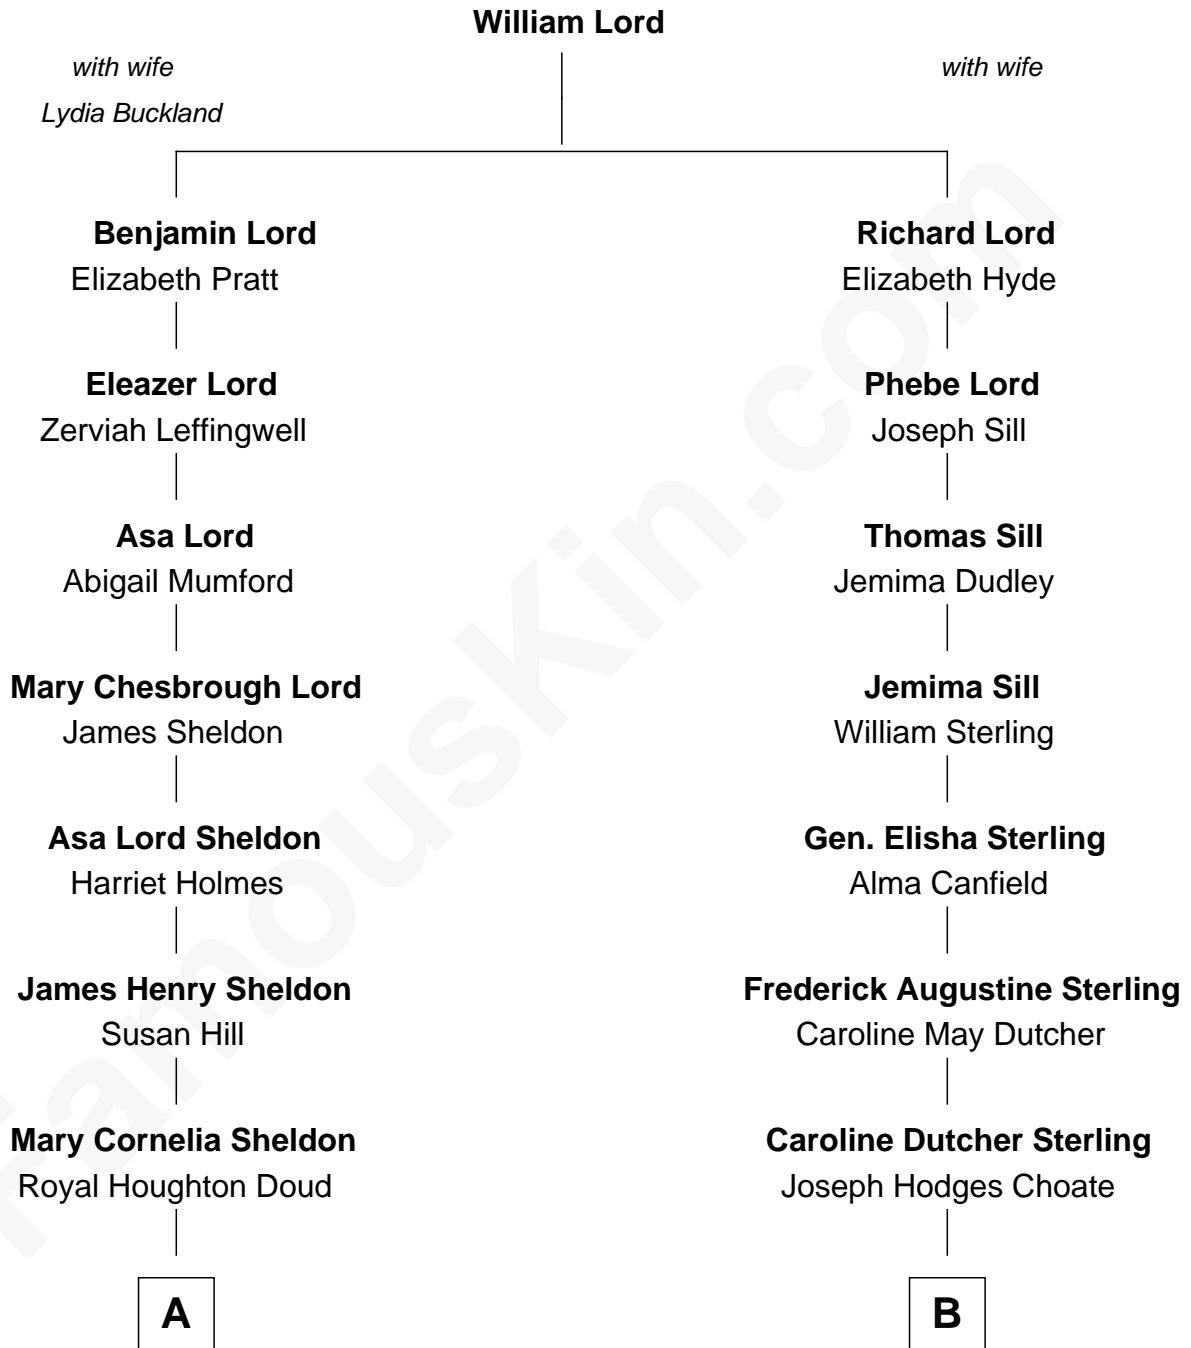 William Lord
with wife
Lydia Buckland
with wife
Benjamin Lord
Elizabeth Pratt
Richard Lord
Elizabeth Hyde
Eleazer Lord
Zerviah Leffingwell
Phebe Lord
Joseph Sill
Asa Lord
Abigail Mumford
Thomas Sill
Jemima Dudley
Mary Chesbrough Lord
James Sheldon
Jemima Sill
William Sterling
Asa Lord Sheldon
Harriet Holmes
Gen. Elisha Sterling
Alma Canfield
James Henry Sheldon
Susan Hill
Frederick Augustine Sterling
Caroline May Dutcher
Mary Cornelia Sheldon
Royal Houghton Doud
Caroline Dutcher Sterling
Joseph Hodges Choate
A
B
FamousKin.com